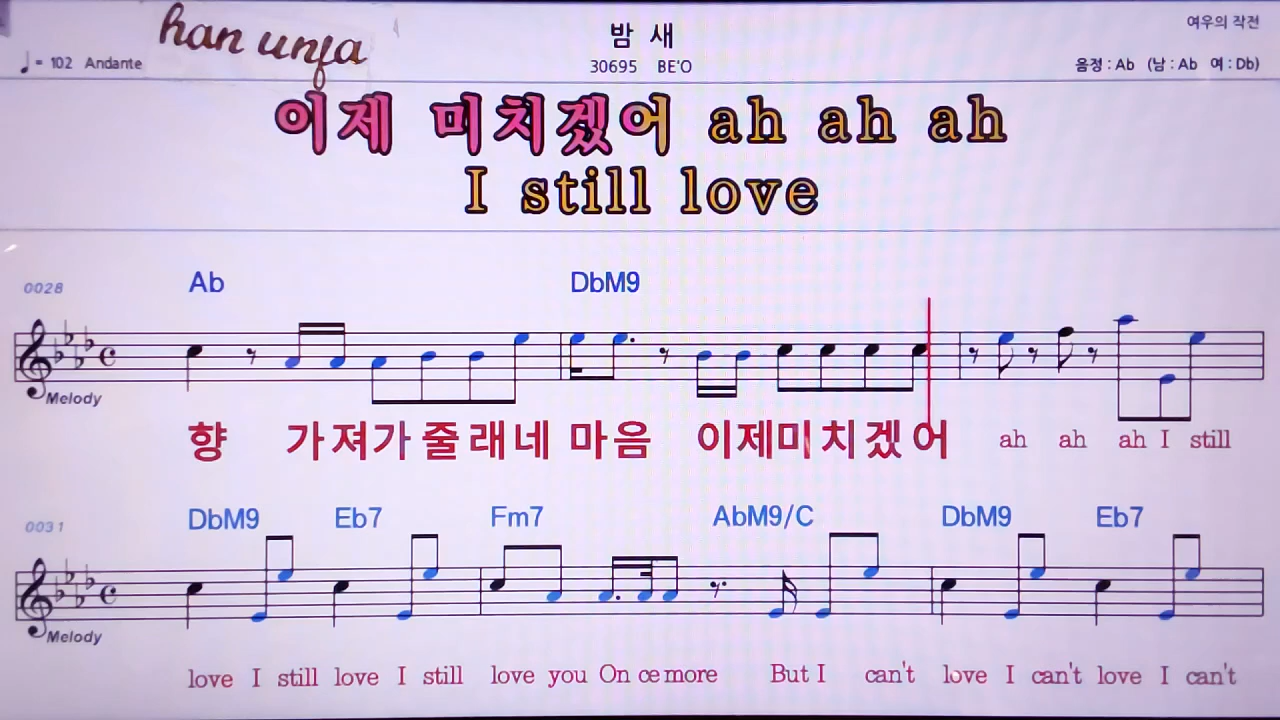 han unja
밤 새
여우의 작전
♩= 102 Andante
30695 BE'O
음정 : Ab (남 : Ab 여 : Db)
이제 미치겠어 ah ah ah
I still love
0028 Ab DbM9
Melody
향 가져가 줄래네 마음 이제미치겠어 ah ah ah I still
0031 DbM9 Eb7 Fm7 AbM9/C DbM9 Eb7
Melody
love I still love I still love you On ce more But I can't love I can't love I can't